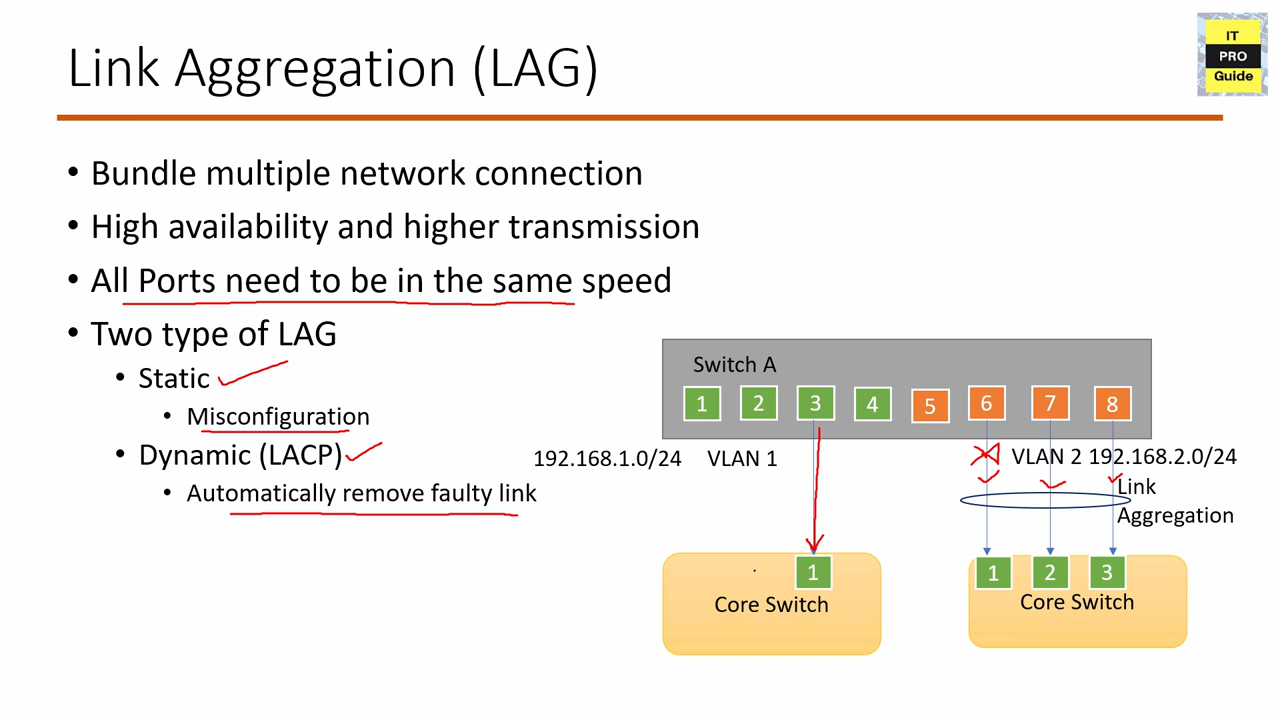 Link Aggregation (LAG)
IT
PRO
Guide
• Bundle multiple network connection
• High availability and higher transmission
• All Ports need to be in the same speed
• Two type of LAG
• Static
• Misconfiguration
• Dynamic (LACP)
• Automatically remove faulty link
Switch A
1 2 3 4 5 6 7 8
192.168.1.0/24 VLAN 1
VLAN 2 192.168.2.0/24
Link
Aggregation
1
Core Switch
1 2 3
Core Switch